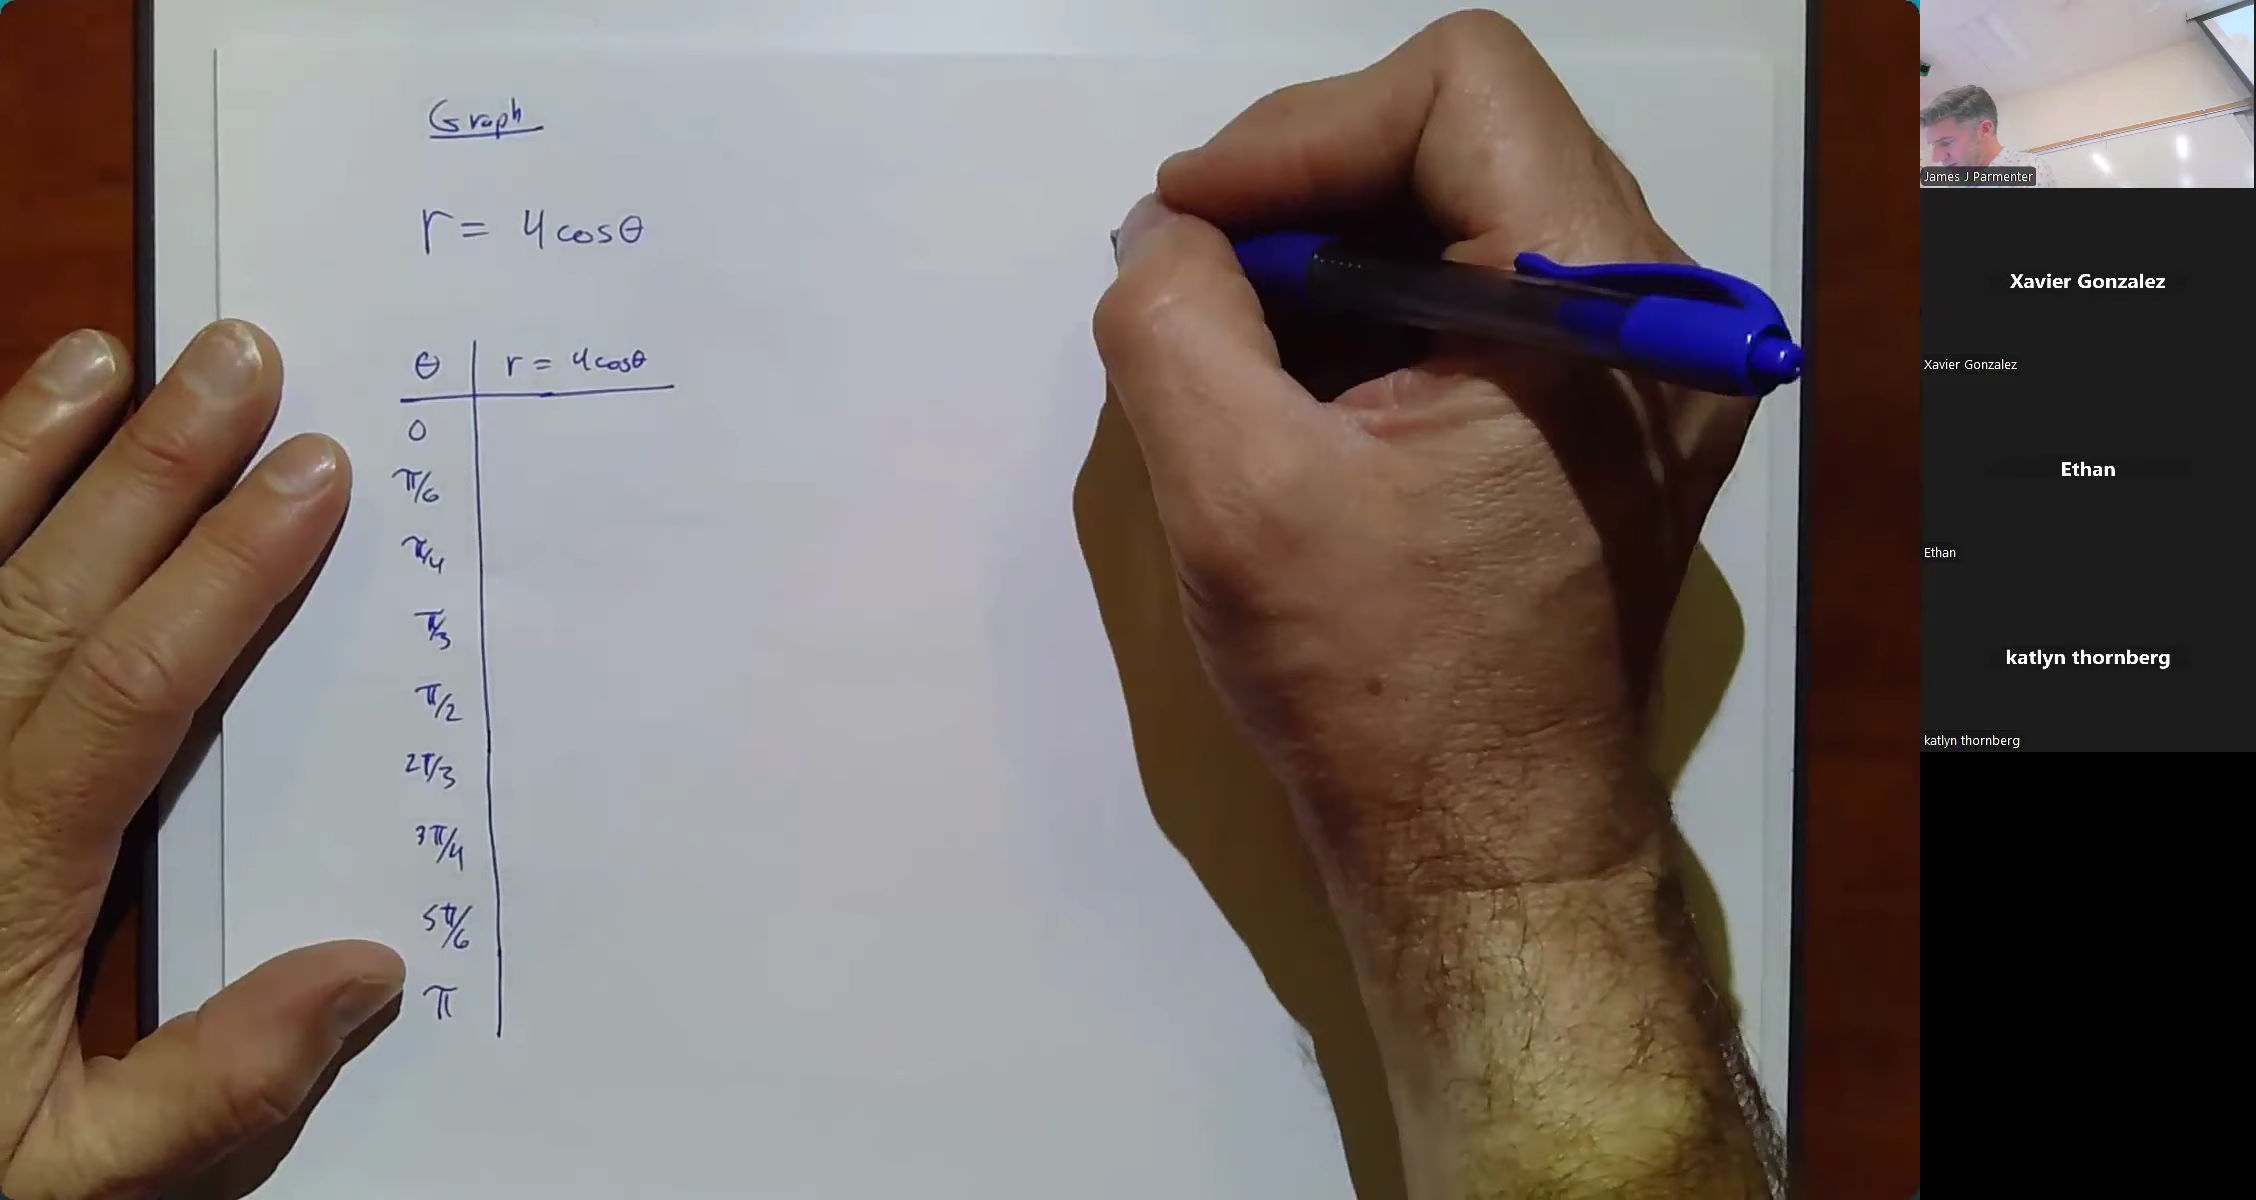 Graph
r = 4cosθ
θ r = 4cosθ
0
π/6
π/4
π/3
π/2
2π/3
3π/4
5π/6
π
James J Parmenter
Xavier Gonzalez
Xavier Gonzalez
Ethan
Ethan
katlyn thornberg
katlyn thornberg